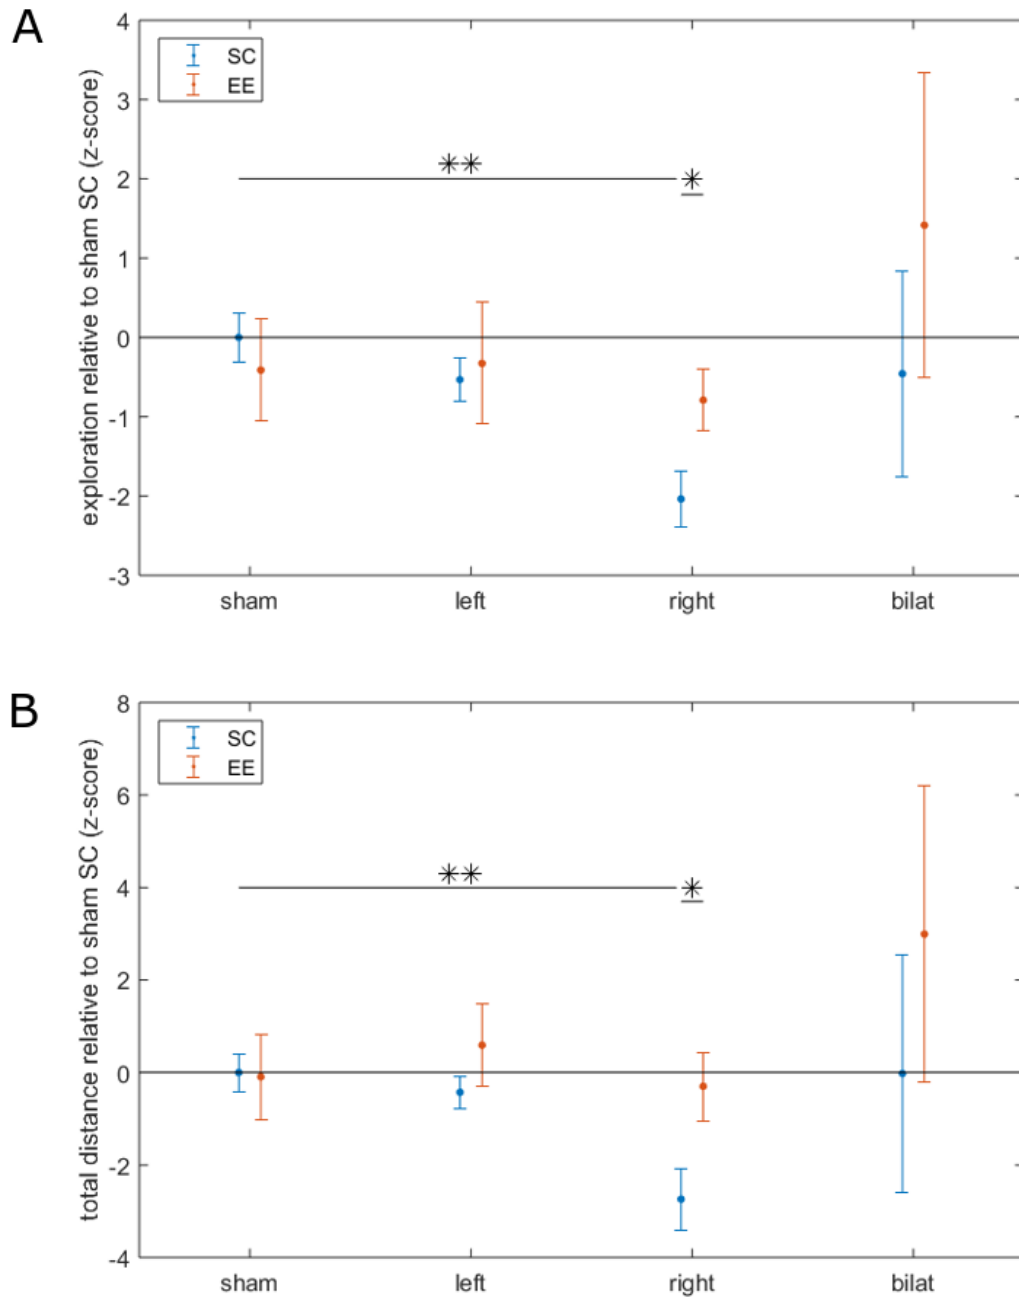 A
exploration relative to sham SC (z-score)
4
3
2
1
0
-1
-2
-3
SC
EE
**
*
sham left right bilat
B
total distance relative to sham SC (z-score)
8
6
4
2
0
-2
-4
SC
EE
**
*
sham left right bilat